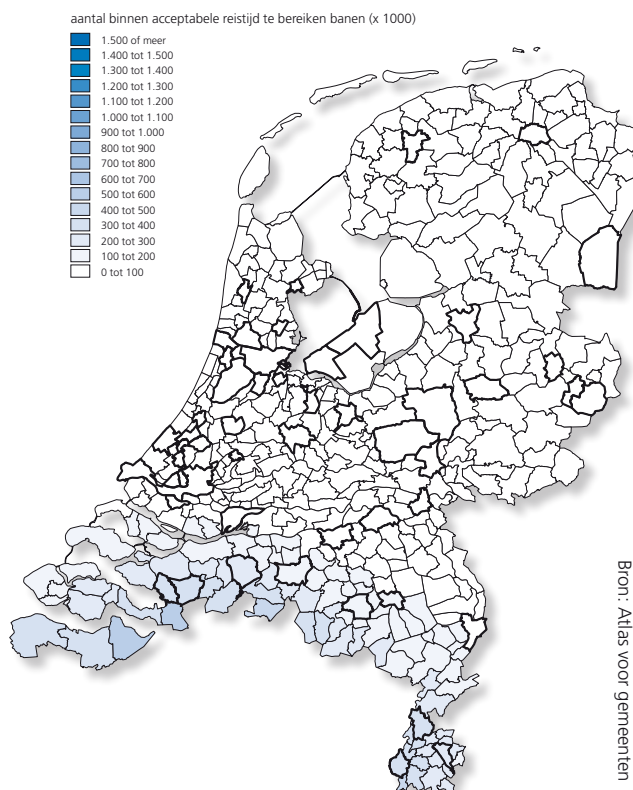 aantal binnen acceptabele reistijd te bereiken banen (x 1000)
1.500 of meer
1.400 tot 1.500
1.300 tot 1.400
1.200 tot 1.300
1.100 tot 1.200
1.000 tot 1.100
900 tot 1.000
800 tot 900
700 tot 800
600 tot 700
500 tot 600
400 tot 500
300 tot 400
200 tot 300
100 tot 200
0 tot 100
Bron: Atlas voor gemeenten